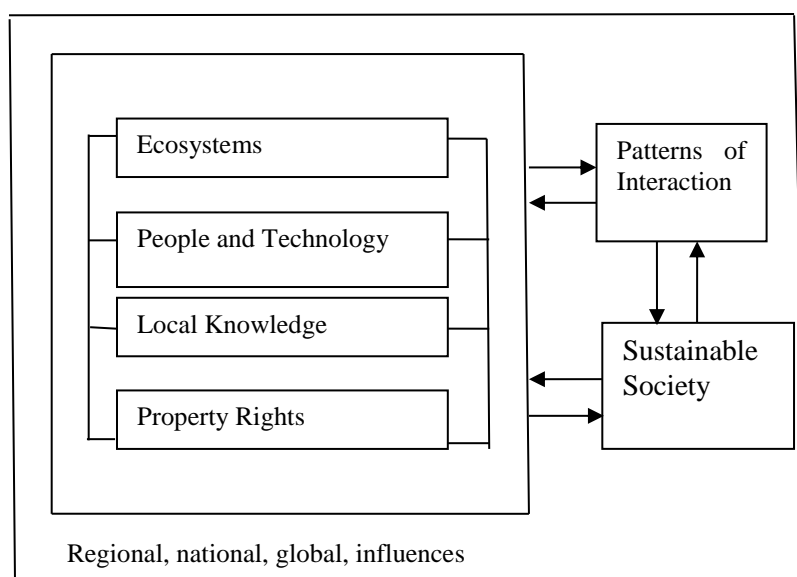 Ecosystems
People and Technology
Local Knowledge
Property Rights
Patterns of
Interaction
Sustainable
Society
Regional, national, global, influences